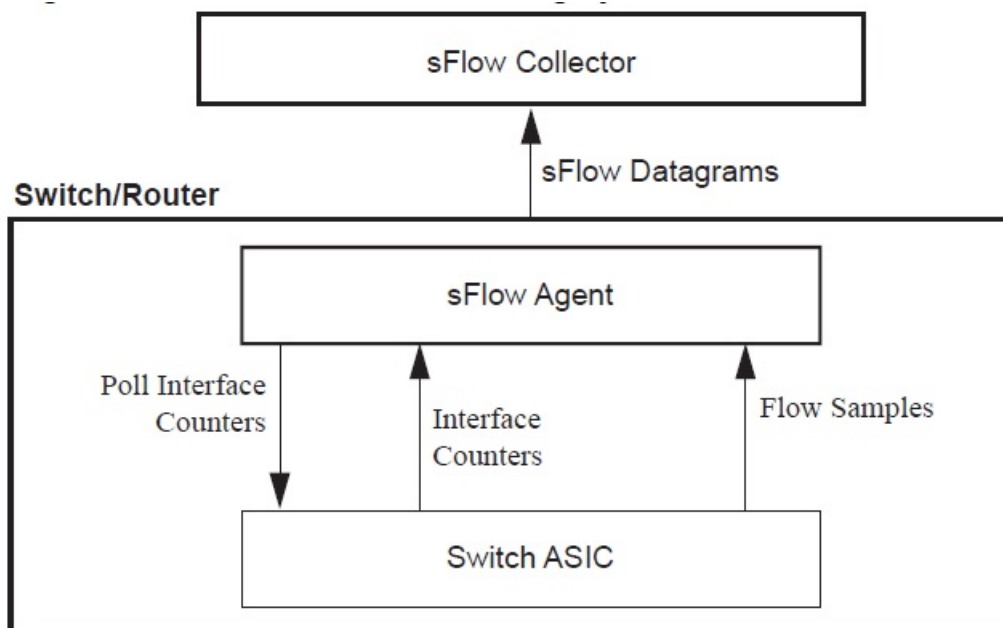 sFlow Collector
sFlow Datagrams
Switch/Router
sFlow Agent
Poll Interface
Counters
Interface
Counters
Flow Samples
Switch ASIC